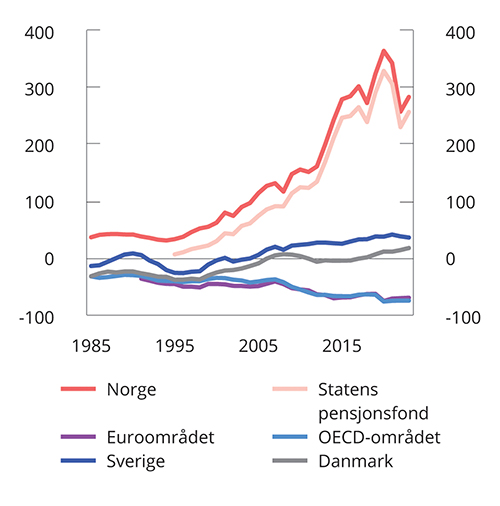 400 400
300 300
200 200
100 100
0 0
-100 -100
1985 1995 2005 2015
Norge Statens
pensjonsfond
Euroområdet OECD-området
Sverige Danmark